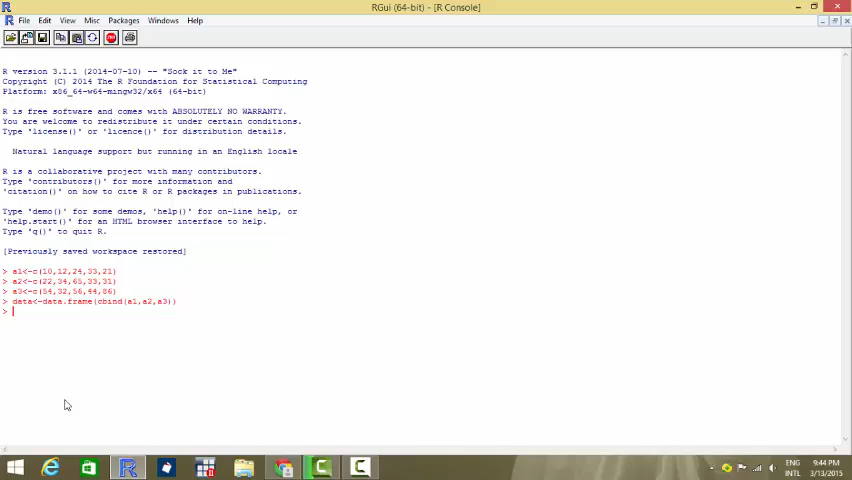 RGui (64-bit) - [R Console]
File Edit View Misc Packages Windows Help
R version 3.1.1 (2014-07-10) -- "Sock it to Me"
Copyright (C) 2014 The R Foundation for Statistical Computing
Platform: x86_64-w64-mingw32/x64 (64-bit)
R is free software and comes with ABSOLUTELY NO WARRANTY.
You are welcome to redistribute it under certain conditions.
Type 'license()' or 'licence()' for distribution details.
Natural language support but running in an English locale
R is a collaborative project with many contributors.
Type 'contributors()' for more information and
'citation()' on how to cite R or R packages in publications.
Type 'demo()' for some demos, 'help()' for on-line help, or
'help.start()' for an HTML browser interface to help.
Type 'q()' to quit R.
[Previously saved workspace restored]
> a1<-c(10,12,24,33,21)
> a2<-c(22,34,65,33,31)
> a3<-c(54,32,56,44,86)
> data<-data.frame(cbind(a1,a2,a3))
>
ENG 9:44 PM
INTL 3/13/2015